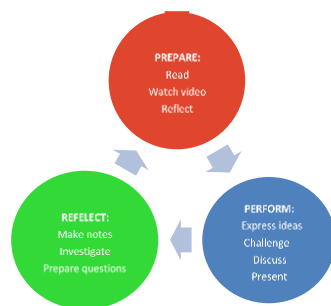 PREPARE:
Read
Watch video
Reflect
PERFORM:
Express ideas
Challenge
Discuss
Present
REFELECT:
Make notes
Investigate
Prepare questions